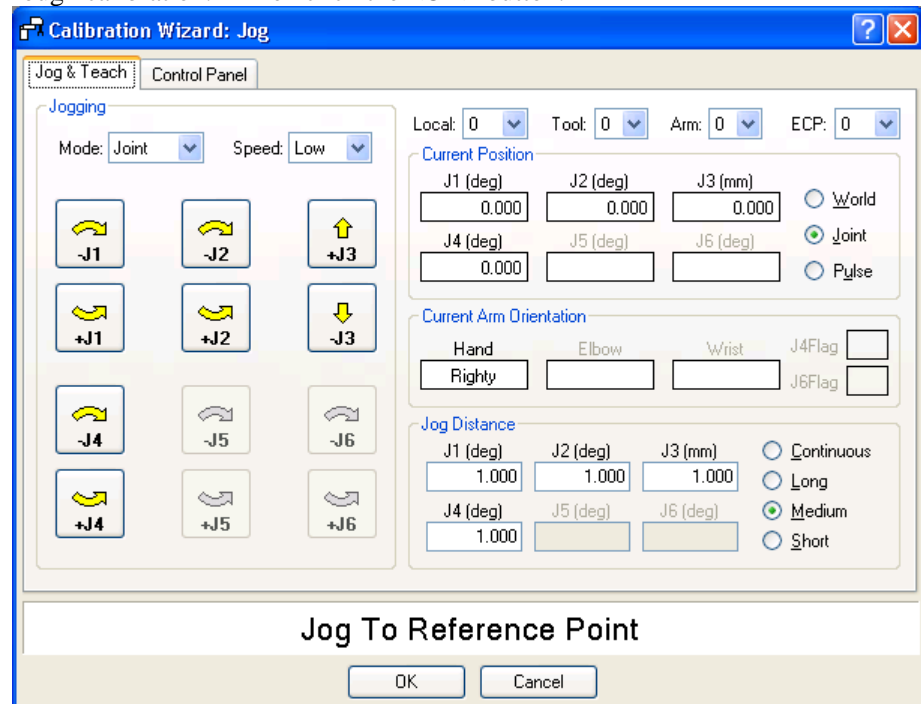 Calibration Wizard: Jog
Jog & Teach Control Panel
Jogging
Mode: Joint Speed: Low
-J1 -J2 +J3
+J1 +J2 -J3
-J4 -J5 -J6
+J4 +J5 +J6
Local: 0 Tool: 0 Arm: 0 ECP: 0
Current Position
J1 (deg) J2 (deg) J3 (mm)
0.000 0.000 0.000
J4 (deg) J5 (deg) J6 (deg)
0.000
World
Joint
Pulse
Current Arm Orientation
Hand Elbow Wrist
Righty
J4Flag
J6Flag
Jog Distance
J1 (deg) J2 (deg) J3 (mm)
1.000 1.000 1.000
J4 (deg) J5 (deg) J6 (deg)
1.000
Continuous
Long
Medium
Short
Jog To Reference Point
OK Cancel